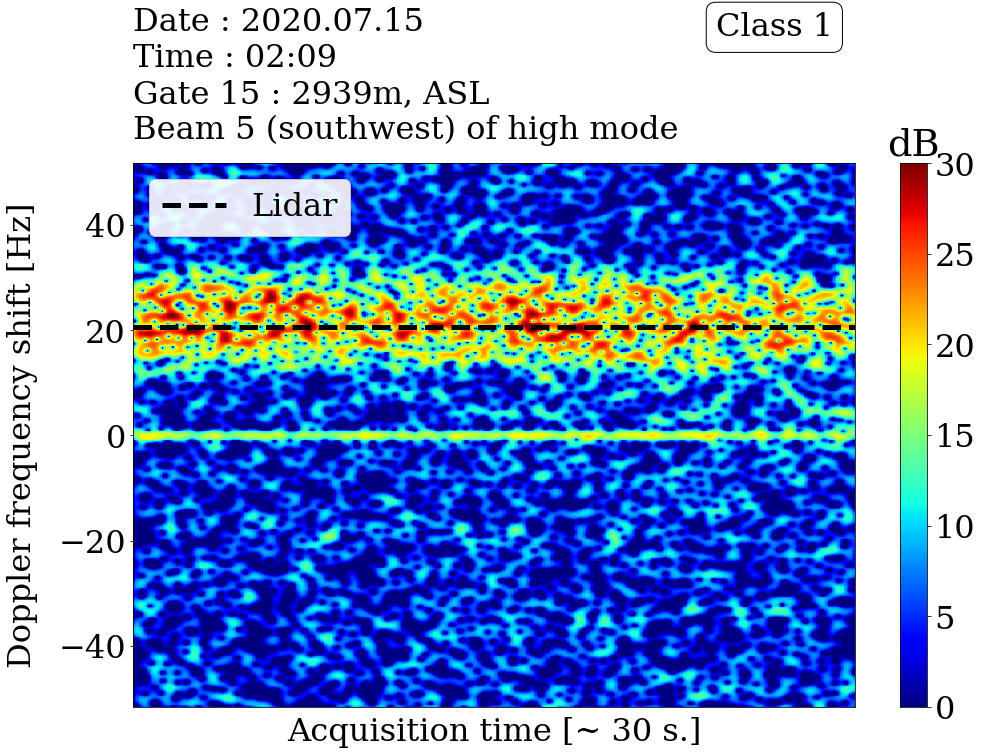 Date : 2020.07.15
Time : 02:09
Gate 15 : 2939m, ASL
Beam 5 (southwest) of high mode
Class 1
dB
Lidar
Doppler frequency shift [Hz]
40
20
0
−20
−40
30
25
20
15
10
5
0
Acquisition time [~ 30 s.]